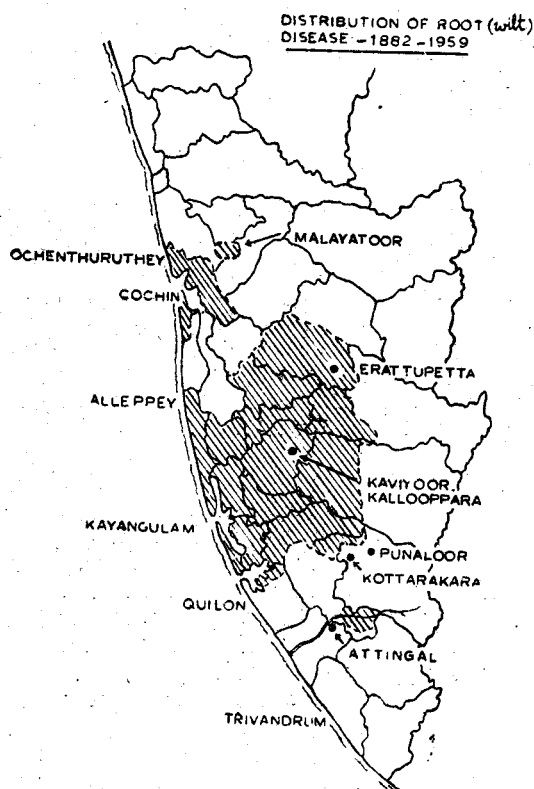 DISTRIBUTION OF ROOT (wilt)
DISEASE - 1882 - 1959
MALAYATOOR
OCHENTHURUTHEY
COCHIN
ERATTUPETTA
ALLEPPEY
KAVIYOOR
KALLOOPPARA
KAYANGULAM
PUNALOOR
KOTTARAKARA
QUILON
ATTINGAL
TRIVANDRUM